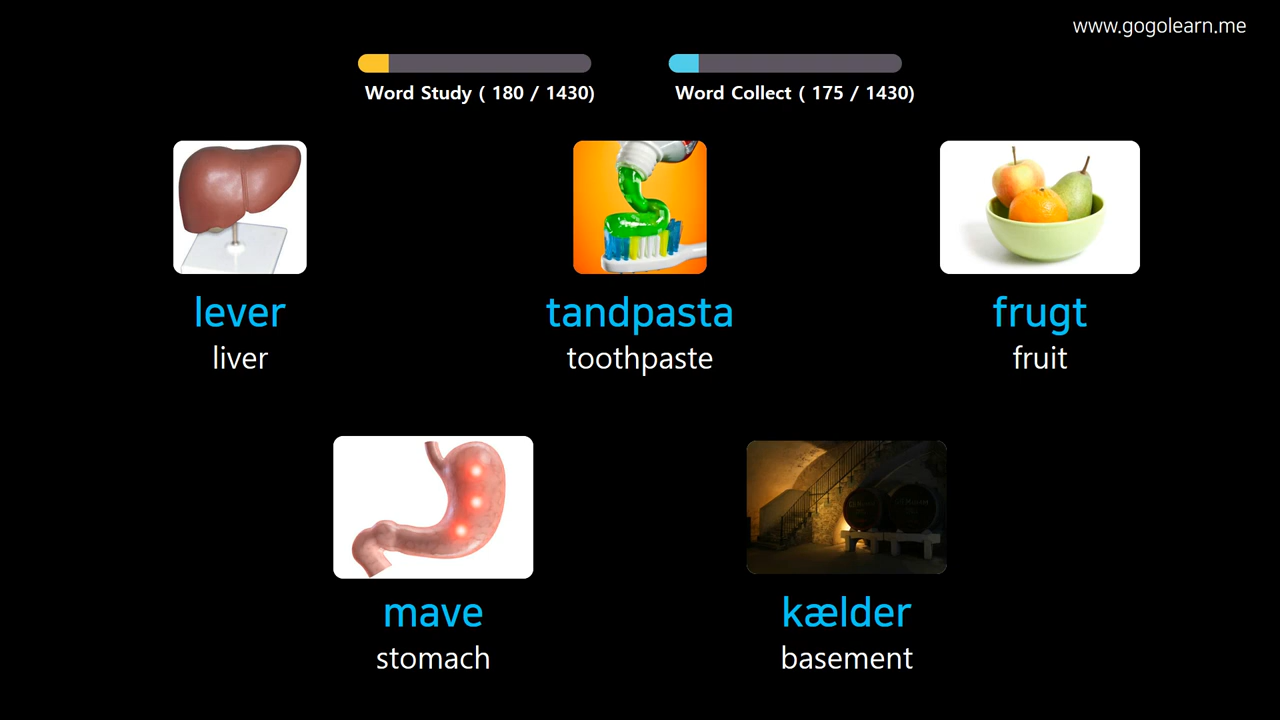 www.gogolearn.me
Word Study ( 180 / 1430)
Word Collect ( 175 / 1430)
lever
liver
tandpasta
toothpaste
frugt
fruit
mave
stomach
kælder
basement